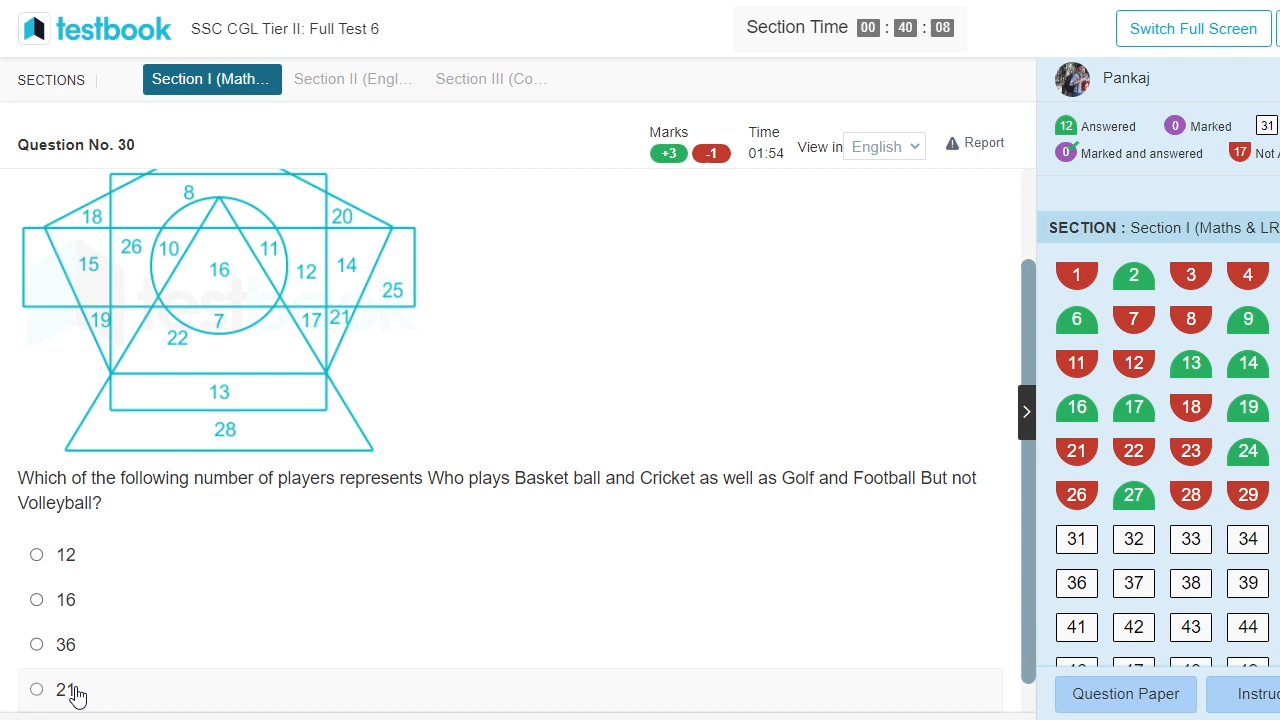 testbook
SSC CGL Tier II: Full Test 6
Section Time 00 : 40 : 08
Switch Full Screen
SECTIONS
Section I (Math...
Section II (Engl...
Section III (Co...
Pankaj
12 Answered
0 Marked
31
0 Marked and answered
17 Not
Question No. 30
Marks
+3 -1
Time
01:54
View in English
Report
SECTION : Section I (Maths & LR
8
18 20
26 10 11
15 16 12 14
25
19 7 17 21
22
13
28
testbook
Which of the following number of players represents Who plays Basket ball and Cricket as well as Golf and Football But not
Volleyball?
12
16
36
21
1 2 3 4
6 7 8 9
11 12 13 14
16 17 18 19
21 22 23 24
26 27 28 29
31 32 33 34
36 37 38 39
41 42 43 44
Question Paper
Instruc